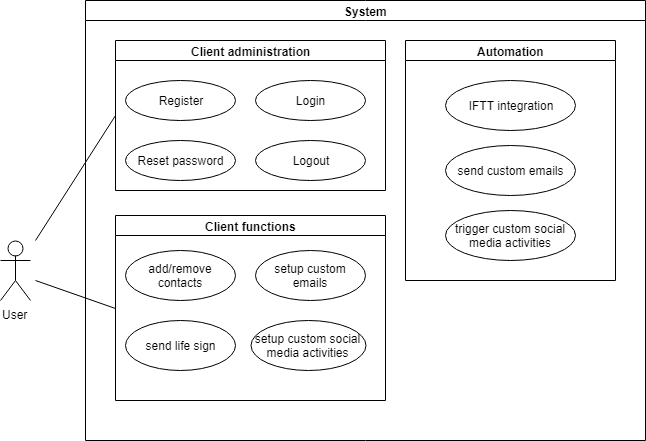 System
Client administration
Register
Login
Reset password
Logout
Client functions
add/remove
contacts
setup custom
emails
send life sign
setup custom social
media activities
Automation
IFTT integration
send custom emails
trigger custom social
media activities
User